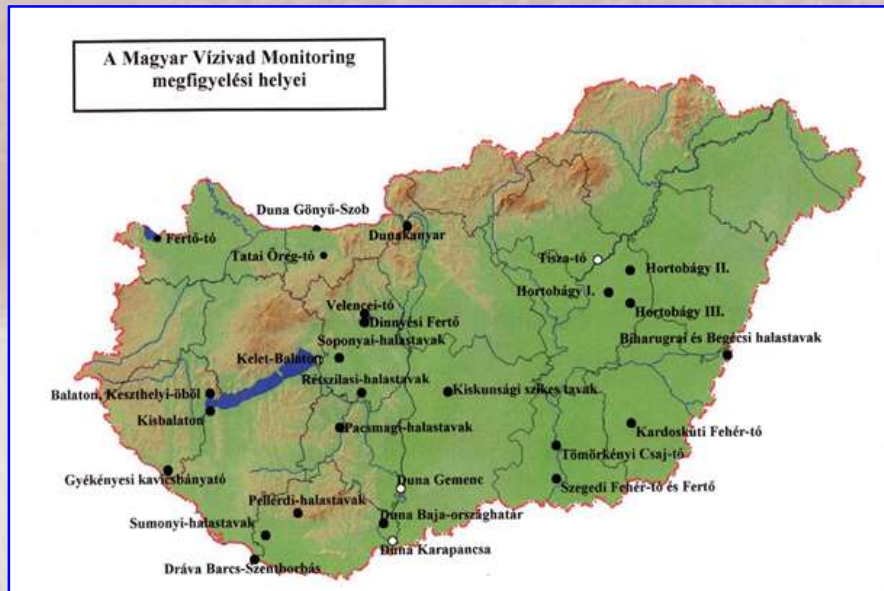 A Magyar Vízivad Monitoring
megfigyelési helyei
Duna Gönyű-Szob
Fertő-tó
Dunakanyar
Tatai Öreg-tó
Tisza-tó
Hortobágy II.
Hortobágy I.
Hortobágy III.
Velencei-tó
Dinnyési Fertő
Soponyai-halastavak
Biharugrai és Begécsi halastavak
Kelet-Balaton
Rétszilasi-halastavak
Kiskunsági szikes tavak
Balaton, Keszthelyi-öböl
Kisbalaton
Pacsmagi-halastavak
Kardoskúti Fehér-tó
Tömörkényi Csaj-tó
Gyékényesi kavicsbányató
Duna Gemenc
Szegedi Fehér-tó és Fertő
Pellérdi-halastavak
Sumonyi-halastavak
Duna Baja-országhatár
Duna Karapancsa
Dráva Barcs-Szentborbás